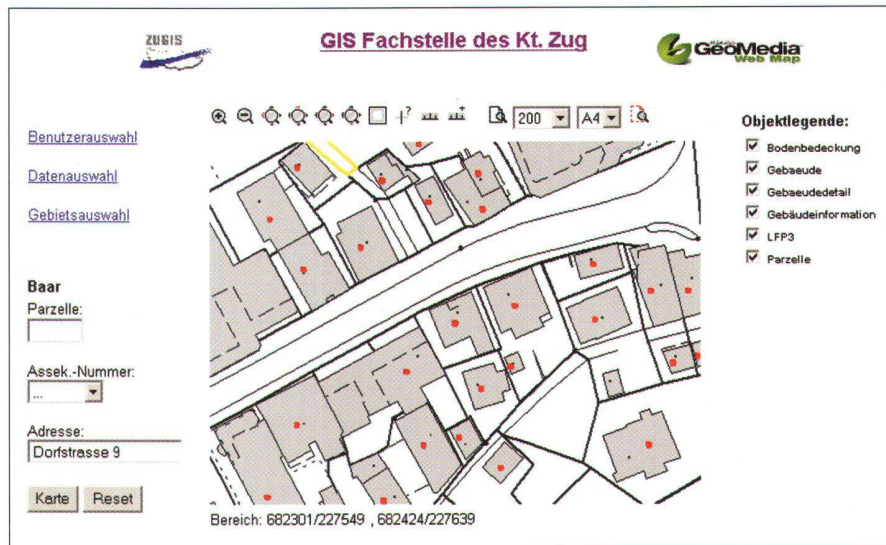 ZUGIS
GIS Fachstelle des Kt. Zug
GeoMedia
Web Map
200
A4
Benutzerauswahl
Datenauswahl
Gebietsauswahl
Baar
Parzelle:
Assek.-Nummer:
...
Adresse:
Dorfstrasse 9
Karte Reset
Objektlegende:
Bodenbedeckung
Gebaeude
Gebaeudedetail
Gebäudeinformation
LFP3
Parzelle
Bereich: 682301/227549 , 682424/227639